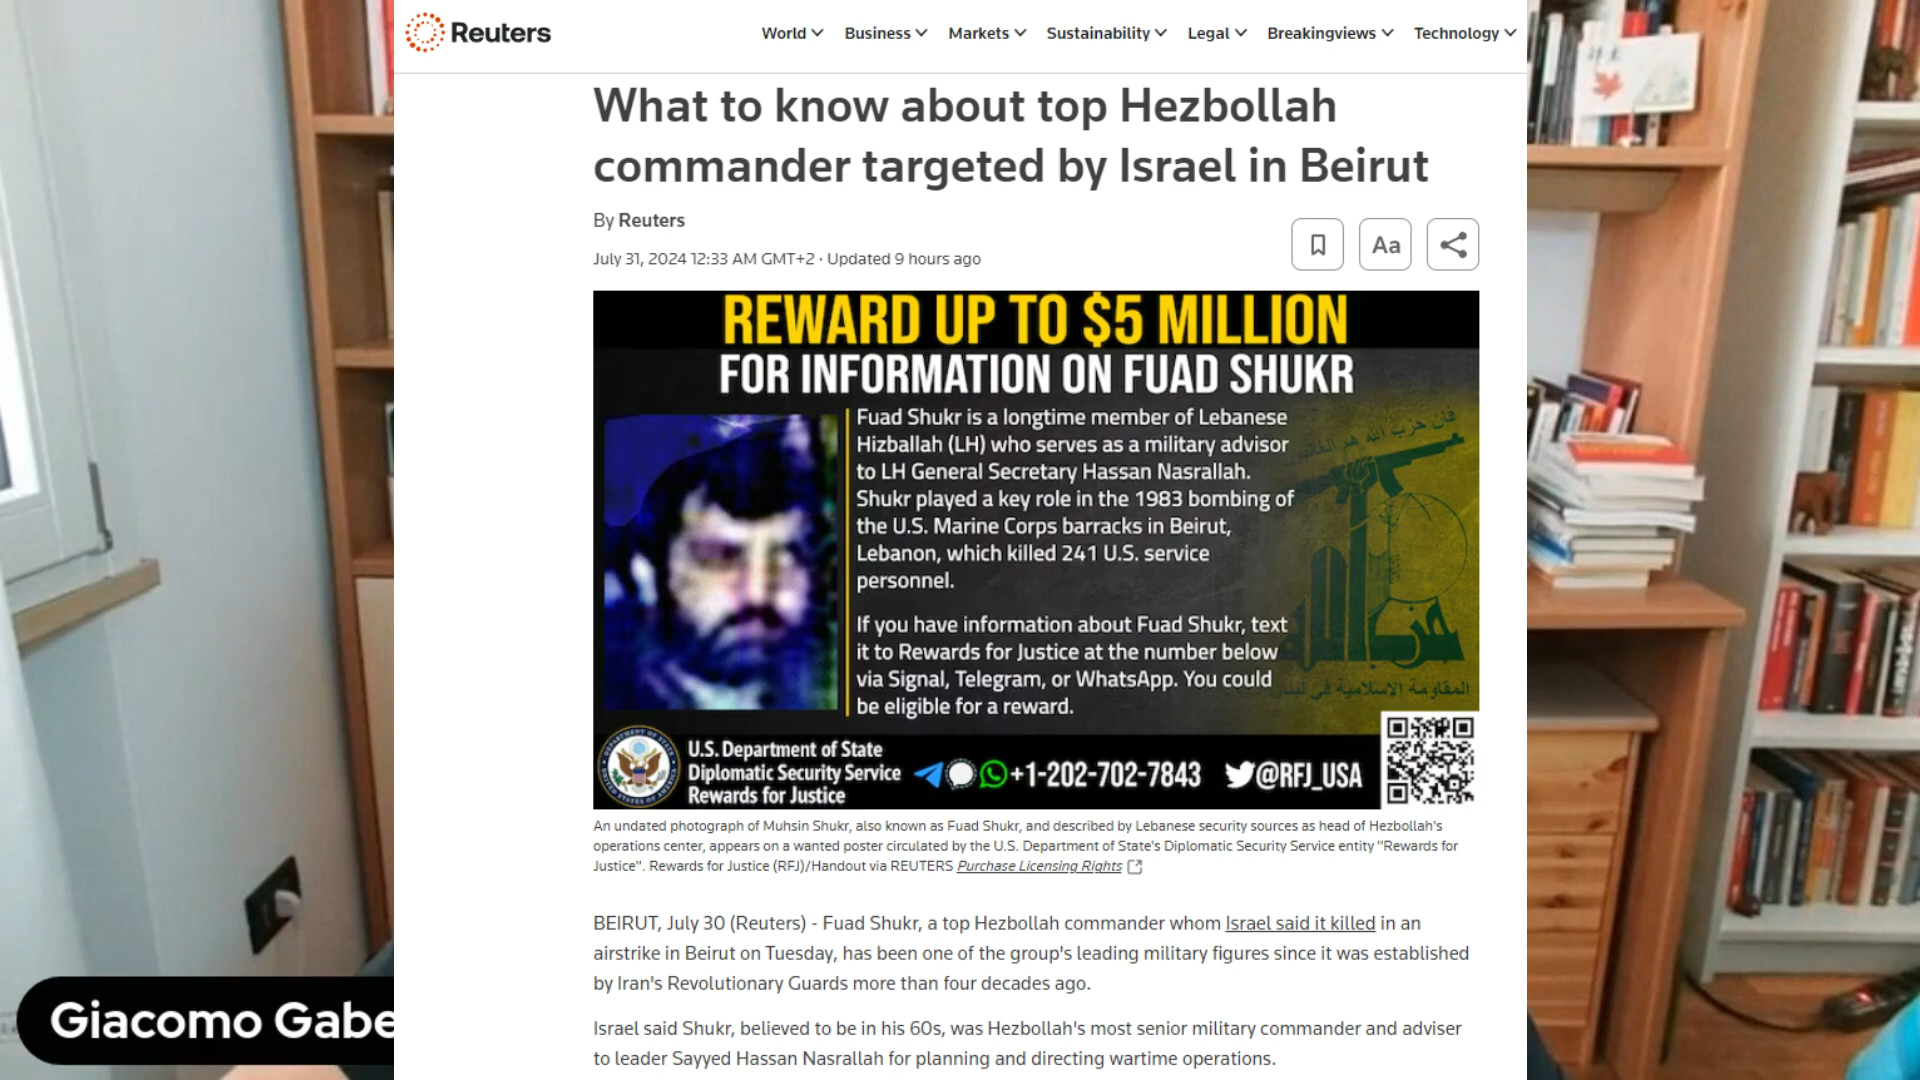 Reuters
World
Business
Markets
Sustainability
Legal
Breakingviews
Technology
What to know about top Hezbollah
commander targeted by Israel in Beirut
By Reuters
July 31, 2024 12:33 AM GMT+2 · Updated 9 hours ago
Aa
REWARD UP TO $5 MILLION
FOR INFORMATION ON FUAD SHUKR
Fuad Shukr is a longtime member of Lebanese
Hizballah (LH) who serves as a military advisor
to LH General Secretary Hassan Nasrallah.
Shukr played a key role in the 1983 bombing of
the U.S. Marine Corps barracks in Beirut,
Lebanon, which killed 241 U.S. service
personnel.
If you have information about Fuad Shukr, text
it to Rewards for Justice at the number below
via Signal, Telegram, or WhatsApp. You could
be eligible for a reward.
فان حزب الله هم
المقاومة الاسلامية في لبنان
U.S. Department of State
Diplomatic Security Service
Rewards for Justice
+1-202-702-7843
@RFJ_USA
An undated photograph of Muhsin Shukr, also known as Fuad Shukr, and described by Lebanese security sources as head of Hezbollah's
operations center, appears on a wanted poster circulated by the U.S. Department of State's Diplomatic Security Service entity "Rewards for
Justice". Rewards for Justice (RFJ)/Handout via REUTERS Purchase Licensing Rights
BEIRUT, July 30 (Reuters) - Fuad Shukr, a top Hezbollah commander whom Israel said it killed in an
airstrike in Beirut on Tuesday, has been one of the group's leading military figures since it was established
by Iran's Revolutionary Guards more than four decades ago.
Israel said Shukr, believed to be in his 60s, was Hezbollah's most senior military commander and adviser
to leader Sayyed Hassan Nasrallah for planning and directing wartime operations.
Giacomo Gabe